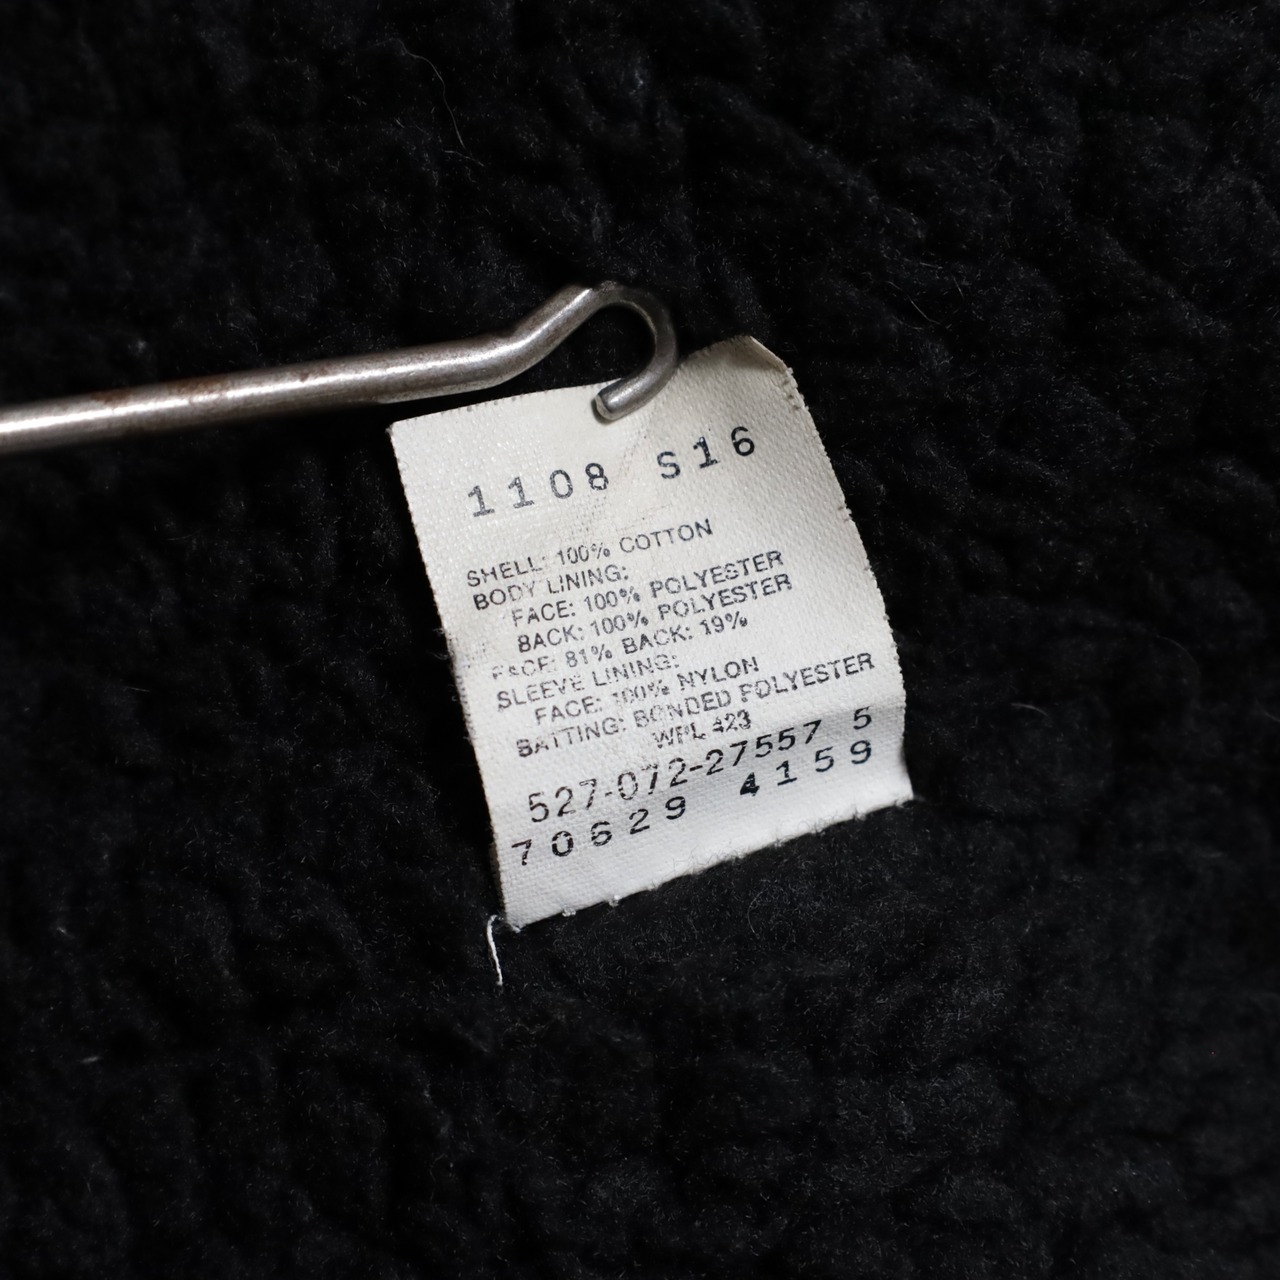 1108 S16
SHELL: 100% COTTON
BODY LINING:
FACE: 100% POLYESTER
BACK: 100% POLYESTER
FACE: 81% BACK: 19%
SLEEVE LINING:
FACE: 100% NYLON
BATTING: BONDED POLYESTER
WPL 423
527-072-27557 5
70629 4159